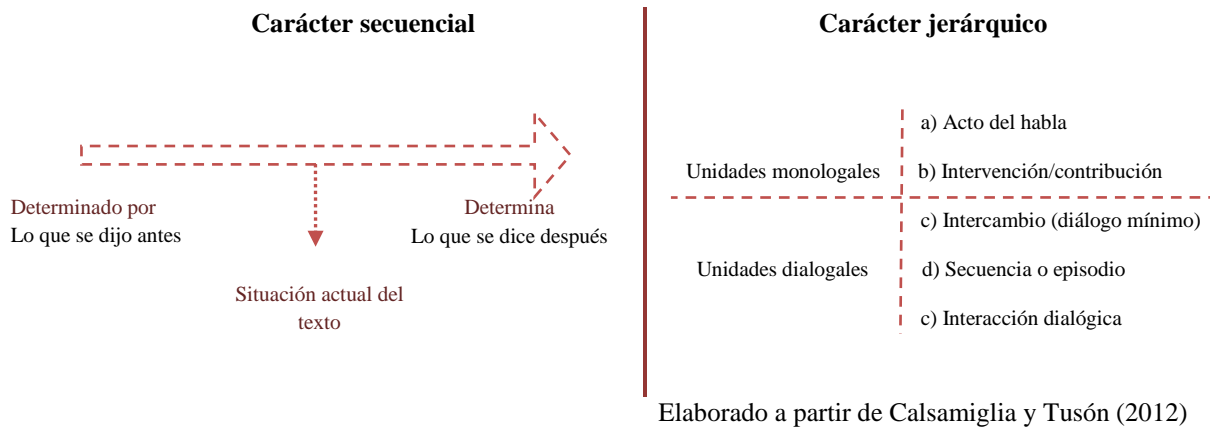 Carácter secuencial
Determinado por
Lo que se dijo antes
Determina
Lo que se dice después
Situación actual del
texto
Carácter jerárquico
Unidades monologales
a) Acto del habla
b) Intervención/contribución
Unidades dialogales
c) Intercambio (diálogo mínimo)
d) Secuencia o episodio
c) Interacción dialógica
Elaborado a partir de Calsamiglia y Tusón (2012)